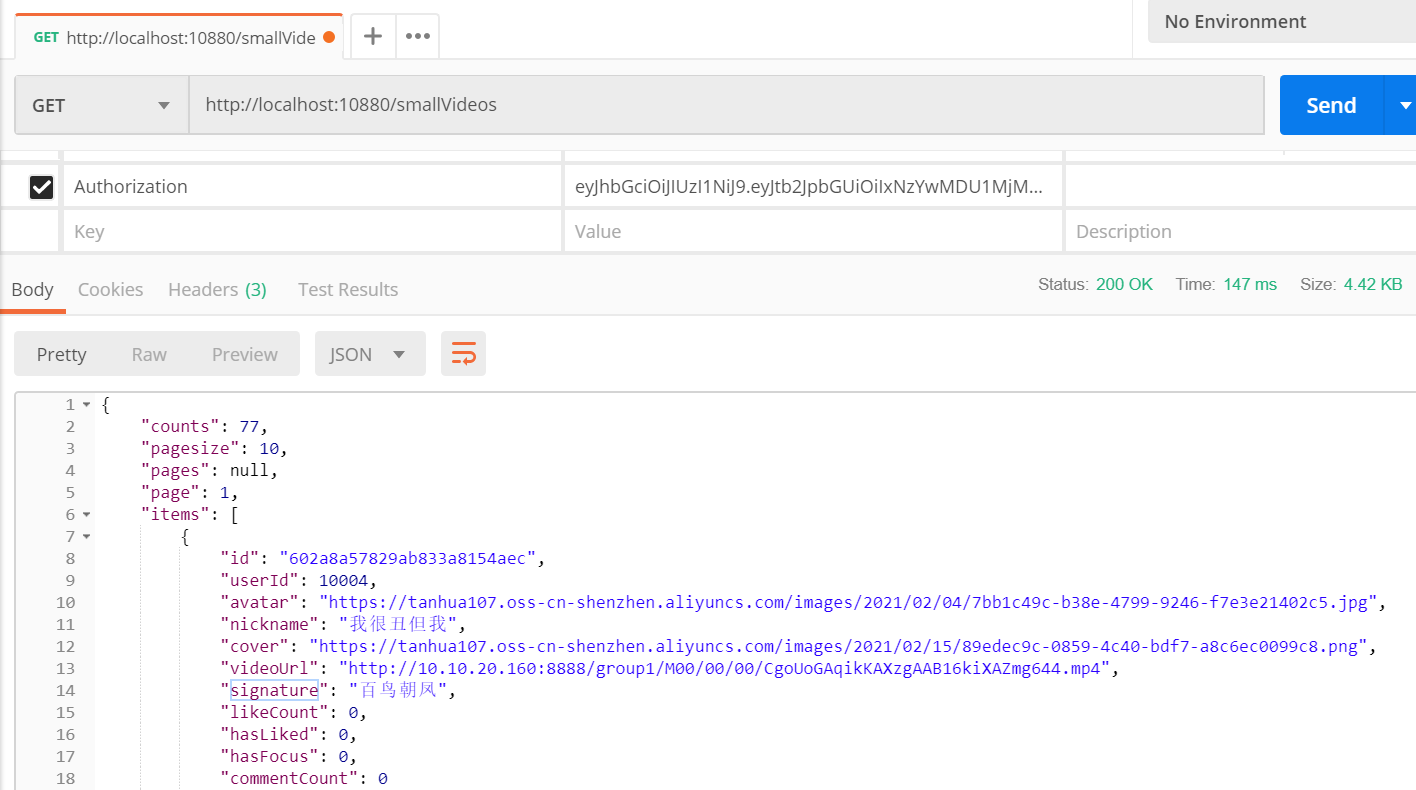 GET http://localhost:10880/smallVide
No Environment
GET http://localhost:10880/smallVideos Send
Authorization eyJhbGciOiJIUzI1NiJ9.eyJtb2JpbGUiOiIxNzYwMDU1MjM...
Key Value Description
Body Cookies Headers (3) Test Results Status: 200 OK Time: 147 ms Size: 4.42 KB
Pretty Raw Preview JSON
1 {
2 "counts": 77,
3 "pagesize": 10,
4 "pages": null,
5 "page": 1,
6 "items": [
7 {
8 "id": "602a8a57829ab833a8154aec",
9 "userId": 10004,
10 "avatar": "https://tanhua107.oss-cn-shenzhen.aliyuncs.com/images/2021/02/04/7bb1c49c-b38e-4799-9246-f7e3e21402c5.jpg",
11 "nickname": "我很丑但我",
12 "cover": "https://tanhua107.oss-cn-shenzhen.aliyuncs.com/images/2021/02/15/89edec9c-0859-4c40-bdf7-a8c6ec0099c8.png",
13 "videoUrl": "http://10.10.20.160:8888/group1/M00/00/00/CgoUoGAqikKAXzgAAB16kiXAZmg644.mp4",
14 "signature": "百鸟朝凤",
15 "likeCount": 0,
16 "hasLiked": 0,
17 "hasFocus": 0,
18 "commentCount": 0